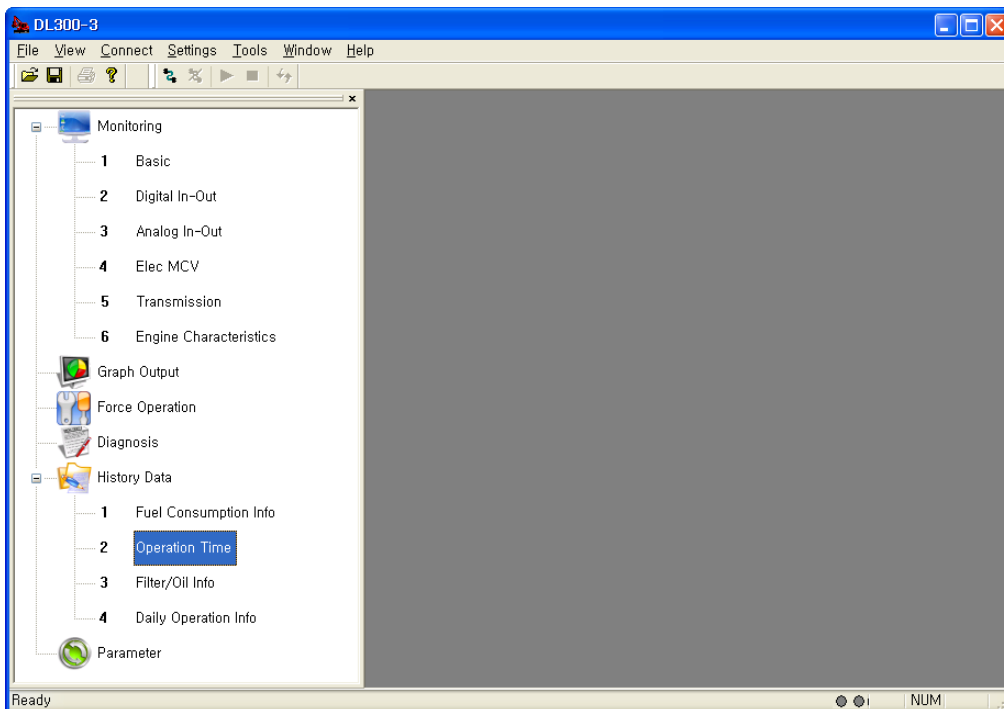 DL300-3
File View Connect Settings Tools Window Help
Monitoring
1 Basic
2 Digital In-Out
3 Analog In-Out
4 Elec MCV
5 Transmission
6 Engine Characteristics
Graph Output
Force Operation
Diagnosis
History Data
1 Fuel Consumption Info
2 Operation Time
3 Filter/Oil Info
4 Daily Operation Info
Parameter
Ready NUM